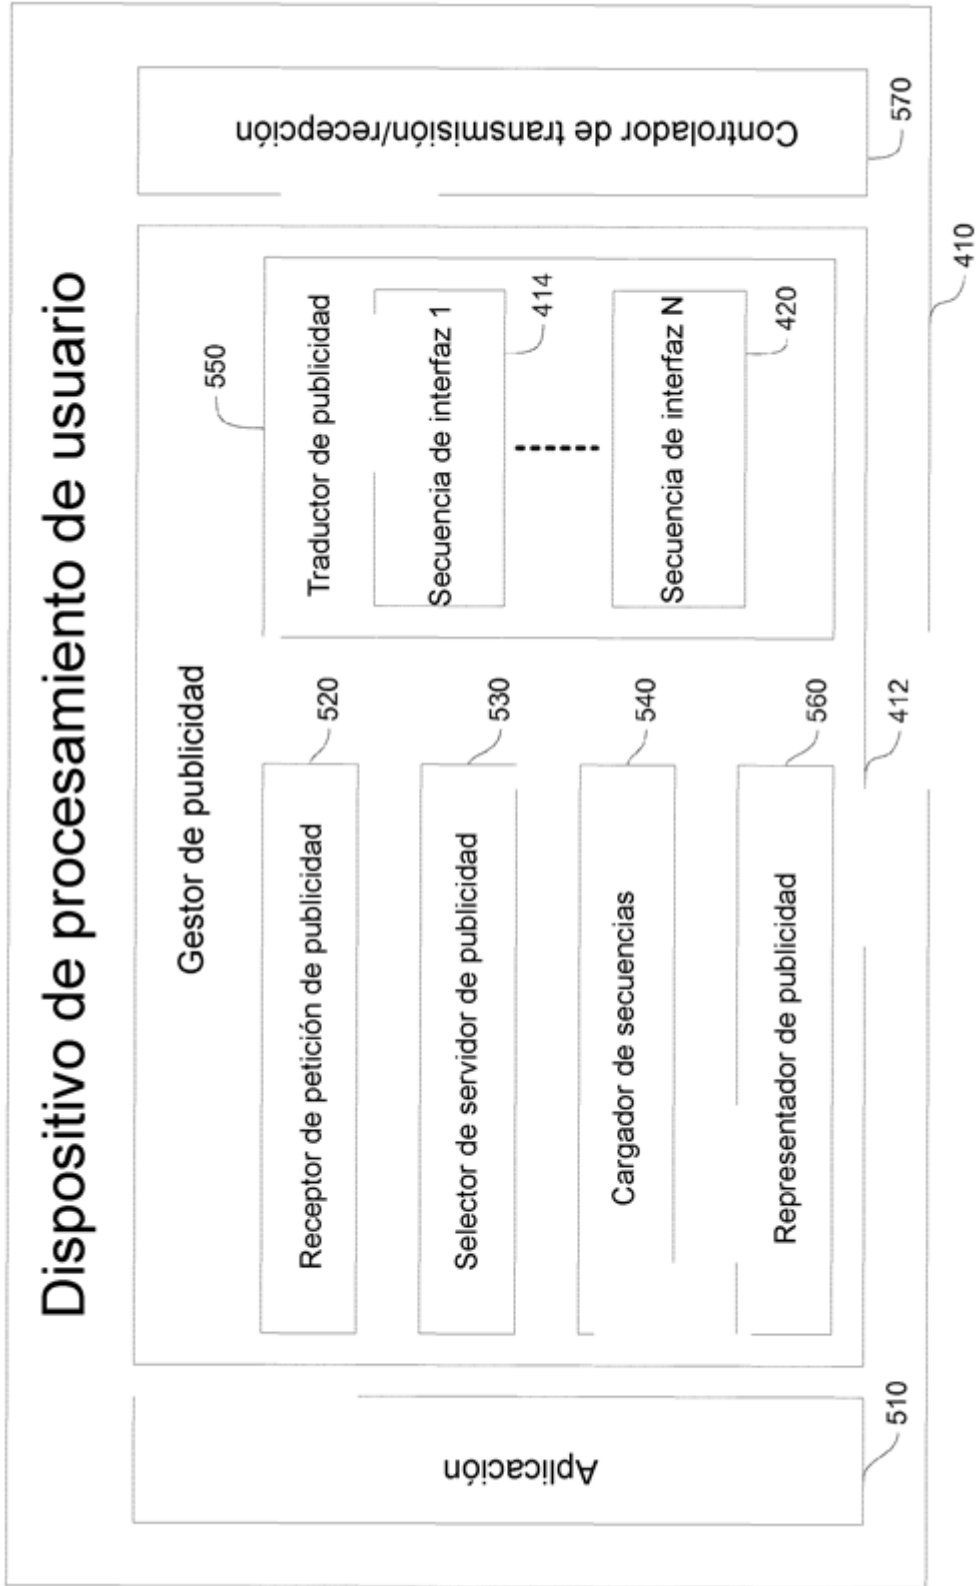 Dispositivo de procesamiento de usuario
Aplicación
510
Gestor de publicidad
Receptor de petición de publicidad
520
Selector de servidor de publicidad
530
Cargador de secuencias
540
Representador de publicidad
560
412
Traductor de publicidad
550
Secuencia de interfaz 1
414
Secuencia de interfaz N
420
Controlador de transmisión/recepción
570
410